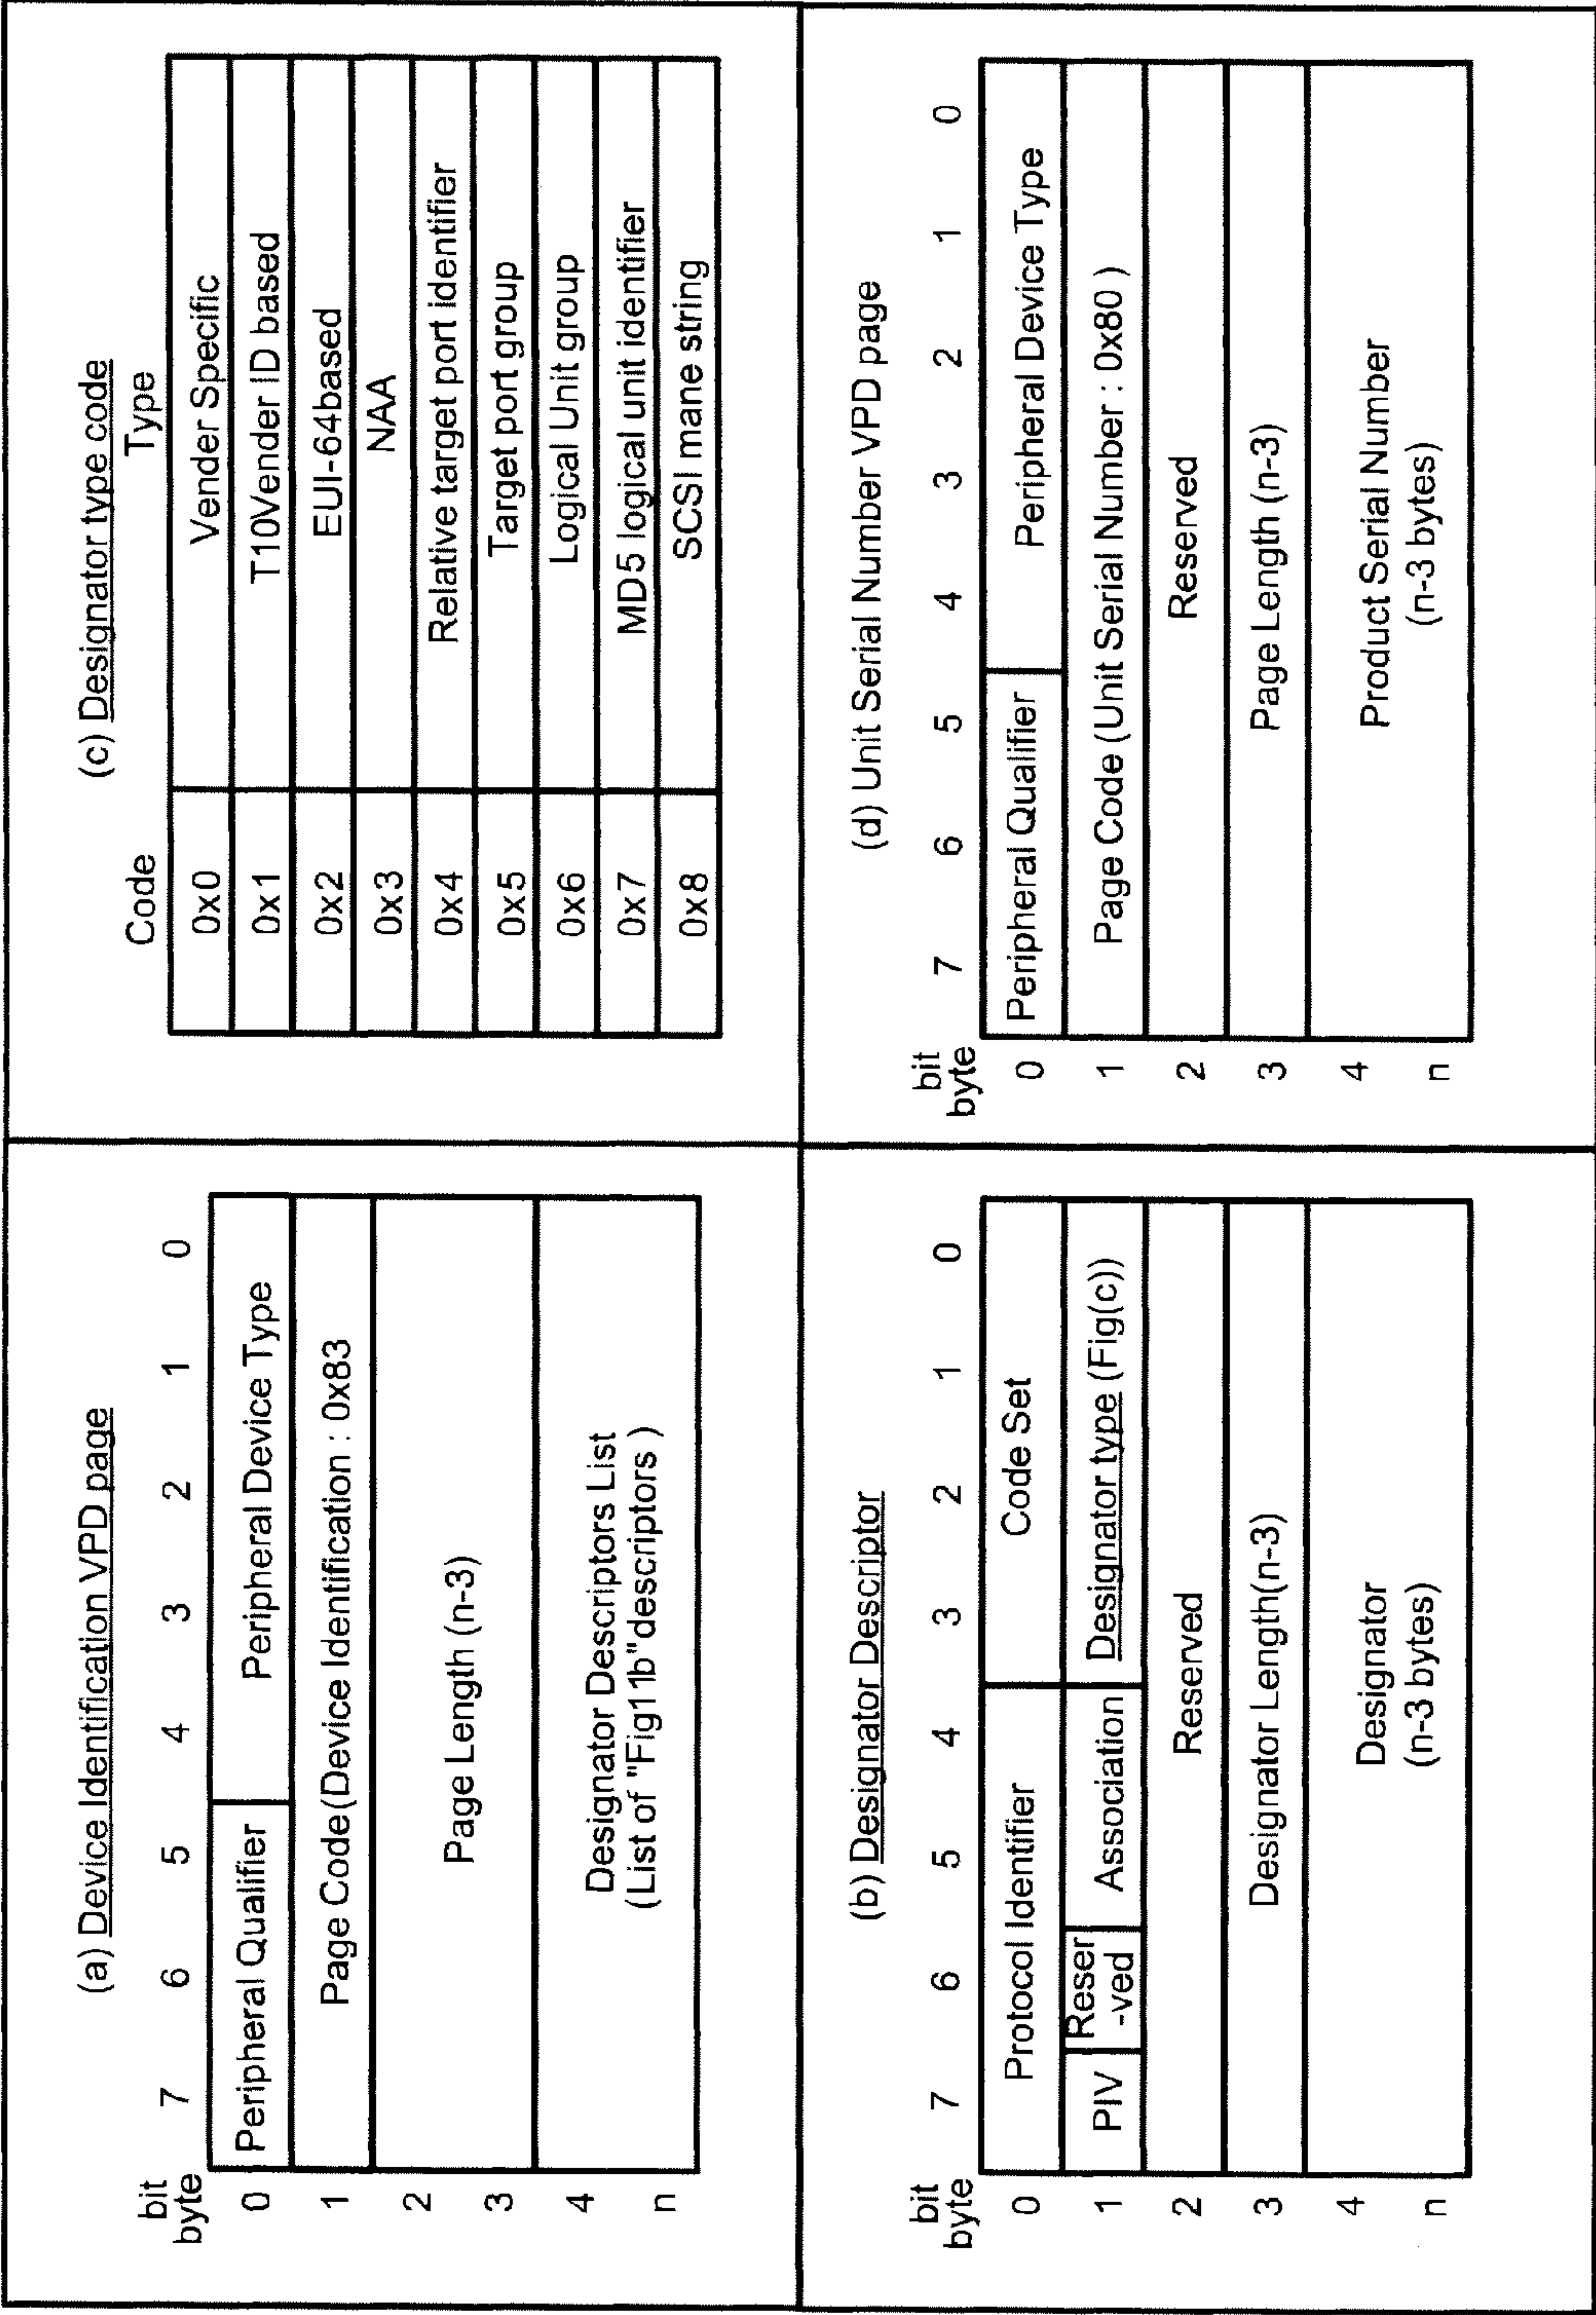 (a) Device Identification VPD page
bit 7 6 5 4 3 2 1 0
byte
0 Peripheral Qualifier Peripheral Device Type
1 Page Code(Device Identification : 0x83
2 Page Length (n-3)
3
4 Designator Descriptors List
(List of "Fig11b"descriptors )
n
(b) Designator Descriptor
bit 7 6 5 4 3 2 1 0
byte
0 Protocol Identifier Code Set
1 PIV Reser
-ved Association Designator type (Fig(c))
2 Reserved
3 Designator Length(n-3)
4 Designator
(n-3 bytes)
n
(c) Designator type code
Code Type
0x0 Vender Specific
0x1 T10Vender ID based
0x2 EUI-64based
0x3 NAA
0x4 Relative target port identifier
0x5 Target port group
0x6 Logical Unit group
0x7 MD5 logical unit identifier
0x8 SCSI mane string
(d) Unit Serial Number VPD page
bit 7 6 5 4 3 2 1 0
byte
0 Peripheral Qualifier Peripheral Device Type
1 Page Code (Unit Serial Number : 0x80 )
2 Reserved
3 Page Length (n-3)
4 Product Serial Number
(n-3 bytes)
n